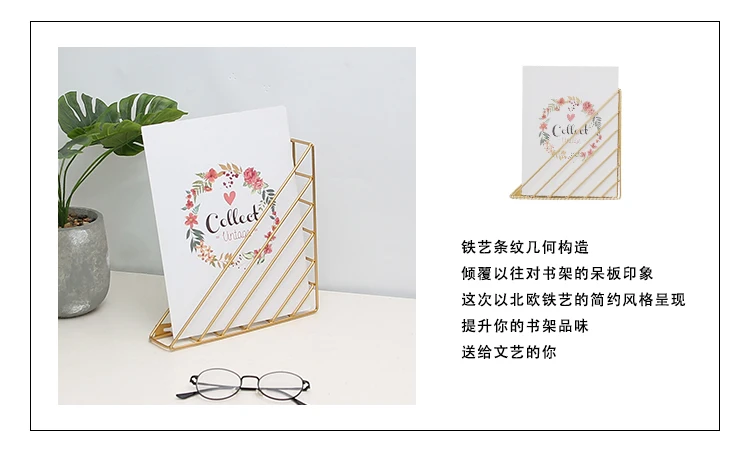 Collect
Vintage
Collect
铁艺条纹几何构造
倾覆以往对书架的呆板印象
这次以北欧铁艺的简约风格呈现
提升你的书架品味
送给文艺的你